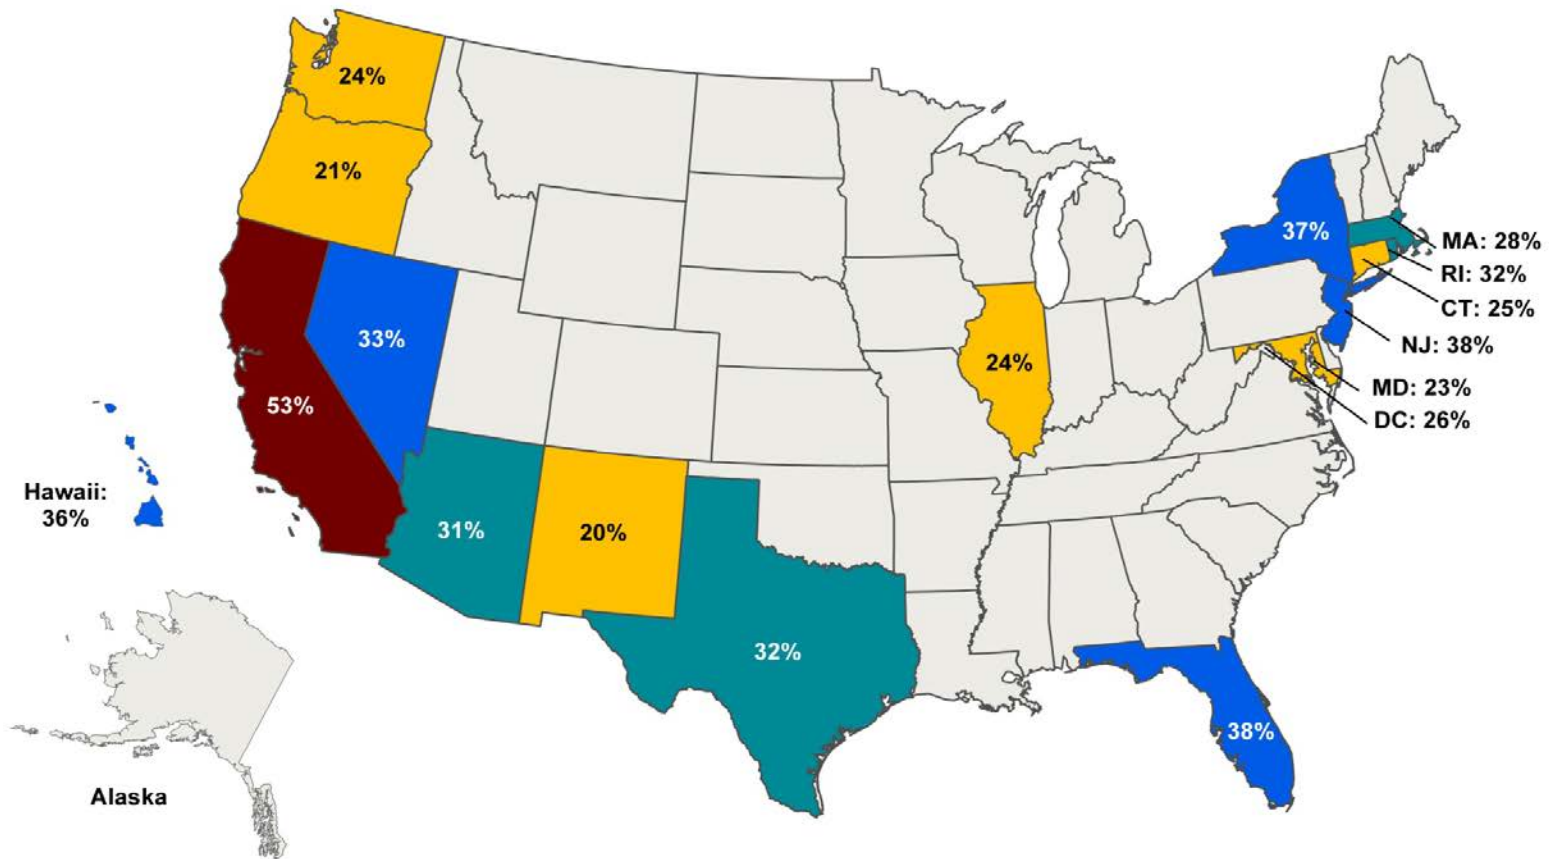 24%
21%
37%
MA: 28%
RI: 32%
CT: 25%
33%
NJ: 38%
24%
MD: 23%
53%
DC: 26%
Hawaii:
36%
31%
20%
32%
38%
Alaska